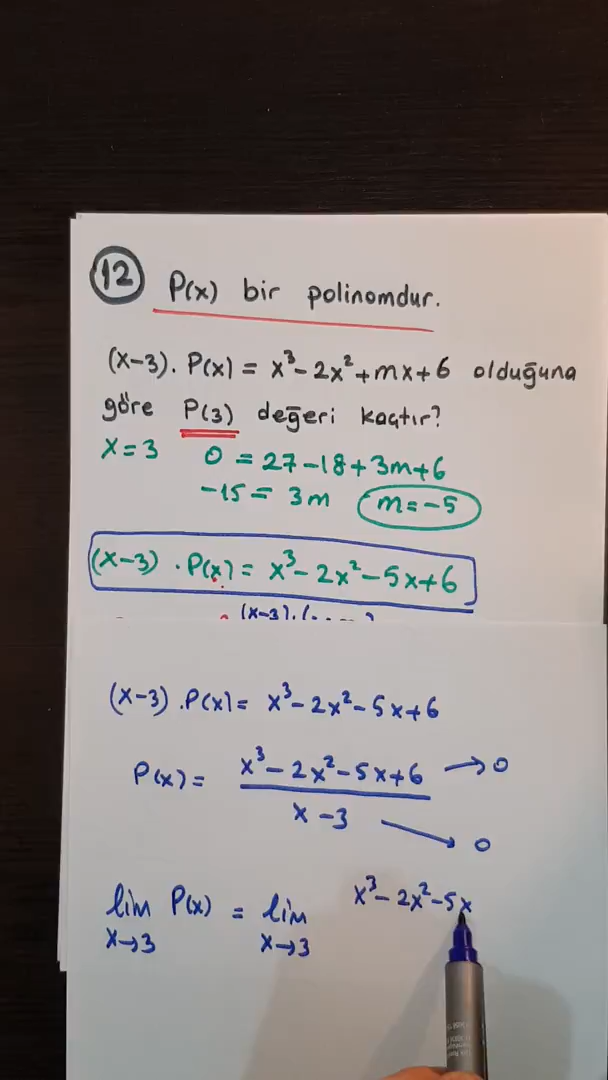 12 P(x) bir polinomdur.
(x-3). P(x) = x³ - 2x² + mx + 6 olduğuna
göre P(3) değeri kaçtır?
x = 3 0 = 27 - 18 + 3m + 6
-15 = 3m m = -5
(x-3) . P(x) = x³ - 2x² - 5x + 6
(x-3).(....)
(x-3) . P(x) = x³ - 2x² - 5x + 6
P(x) = x³ - 2x² - 5x + 6 → 0
x - 3 → 0
lim P(x) = lim x³ - 2x² - 5x
x→3 x→3